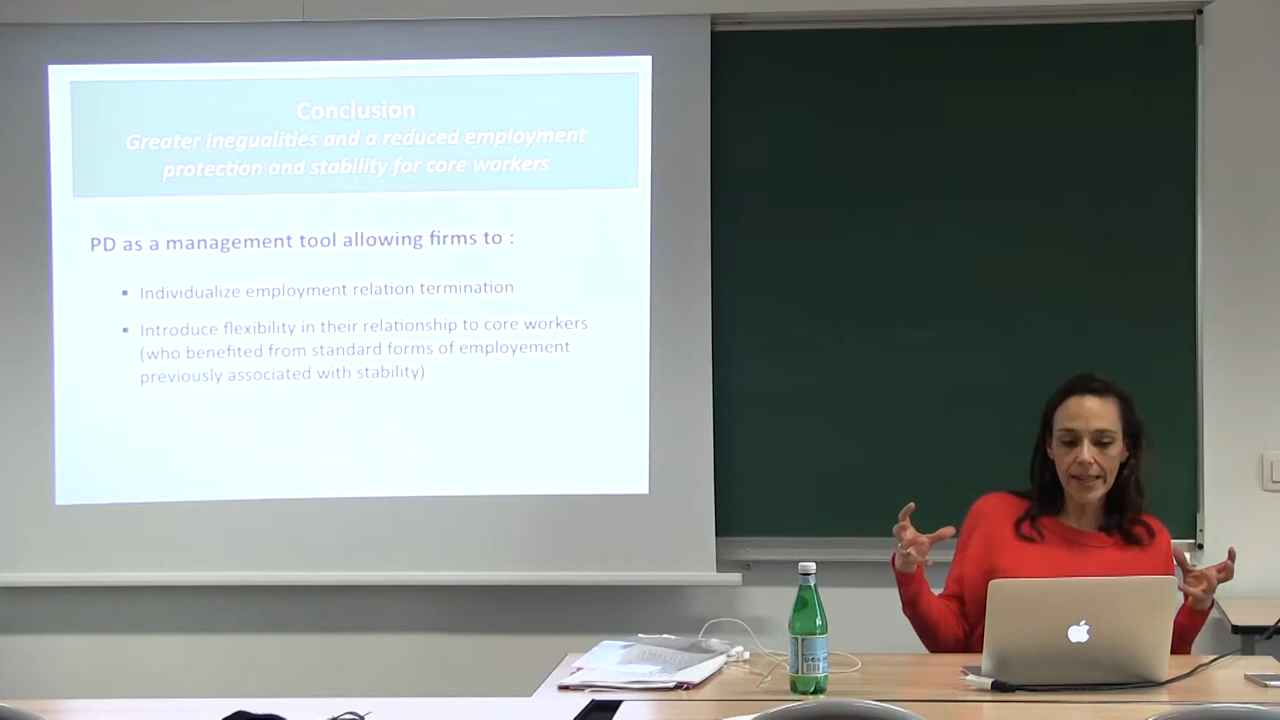 Conclusion
Greater inegualities and a reduced employment
protection and stability for core workers
PD as a management tool allowing firms to :
▪ Individualize employment relation termination
▪ Introduce flexibility in their relationship to core workers
(who benefited from standard forms of employement
previously associated with stability)